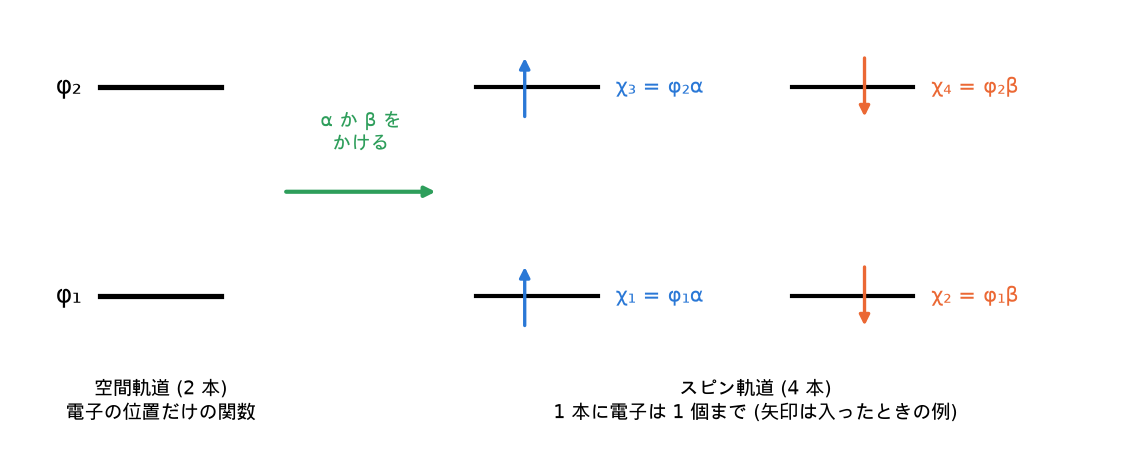 φ₂
χ₃ = φ₂α
χ₄ = φ₂β
α か β を
かける
φ₁
χ₁ = φ₁α
χ₂ = φ₁β
空間軌道 (2 本)
電子の位置だけの関数
スピン軌道 (4 本)
1 本に電子は 1 個まで (矢印は入ったときの例)